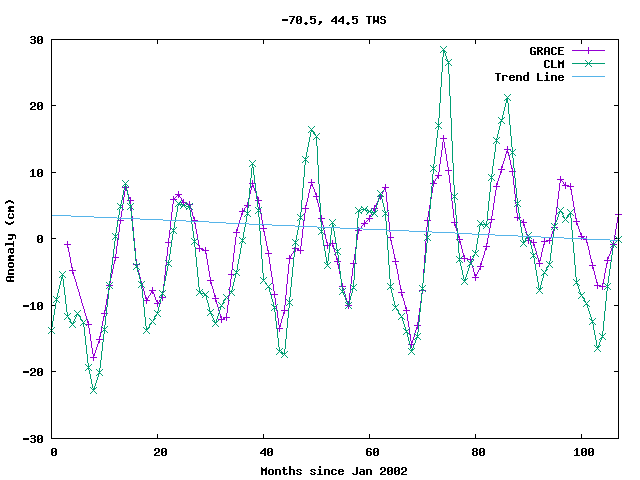 -70.5, 44.5 TWS
GRACE
CLM
Trend Line
30
20
10
0
-10
-20
-30
Anomaly (cm)
0 20 40 60 80 100
Months since Jan 2002